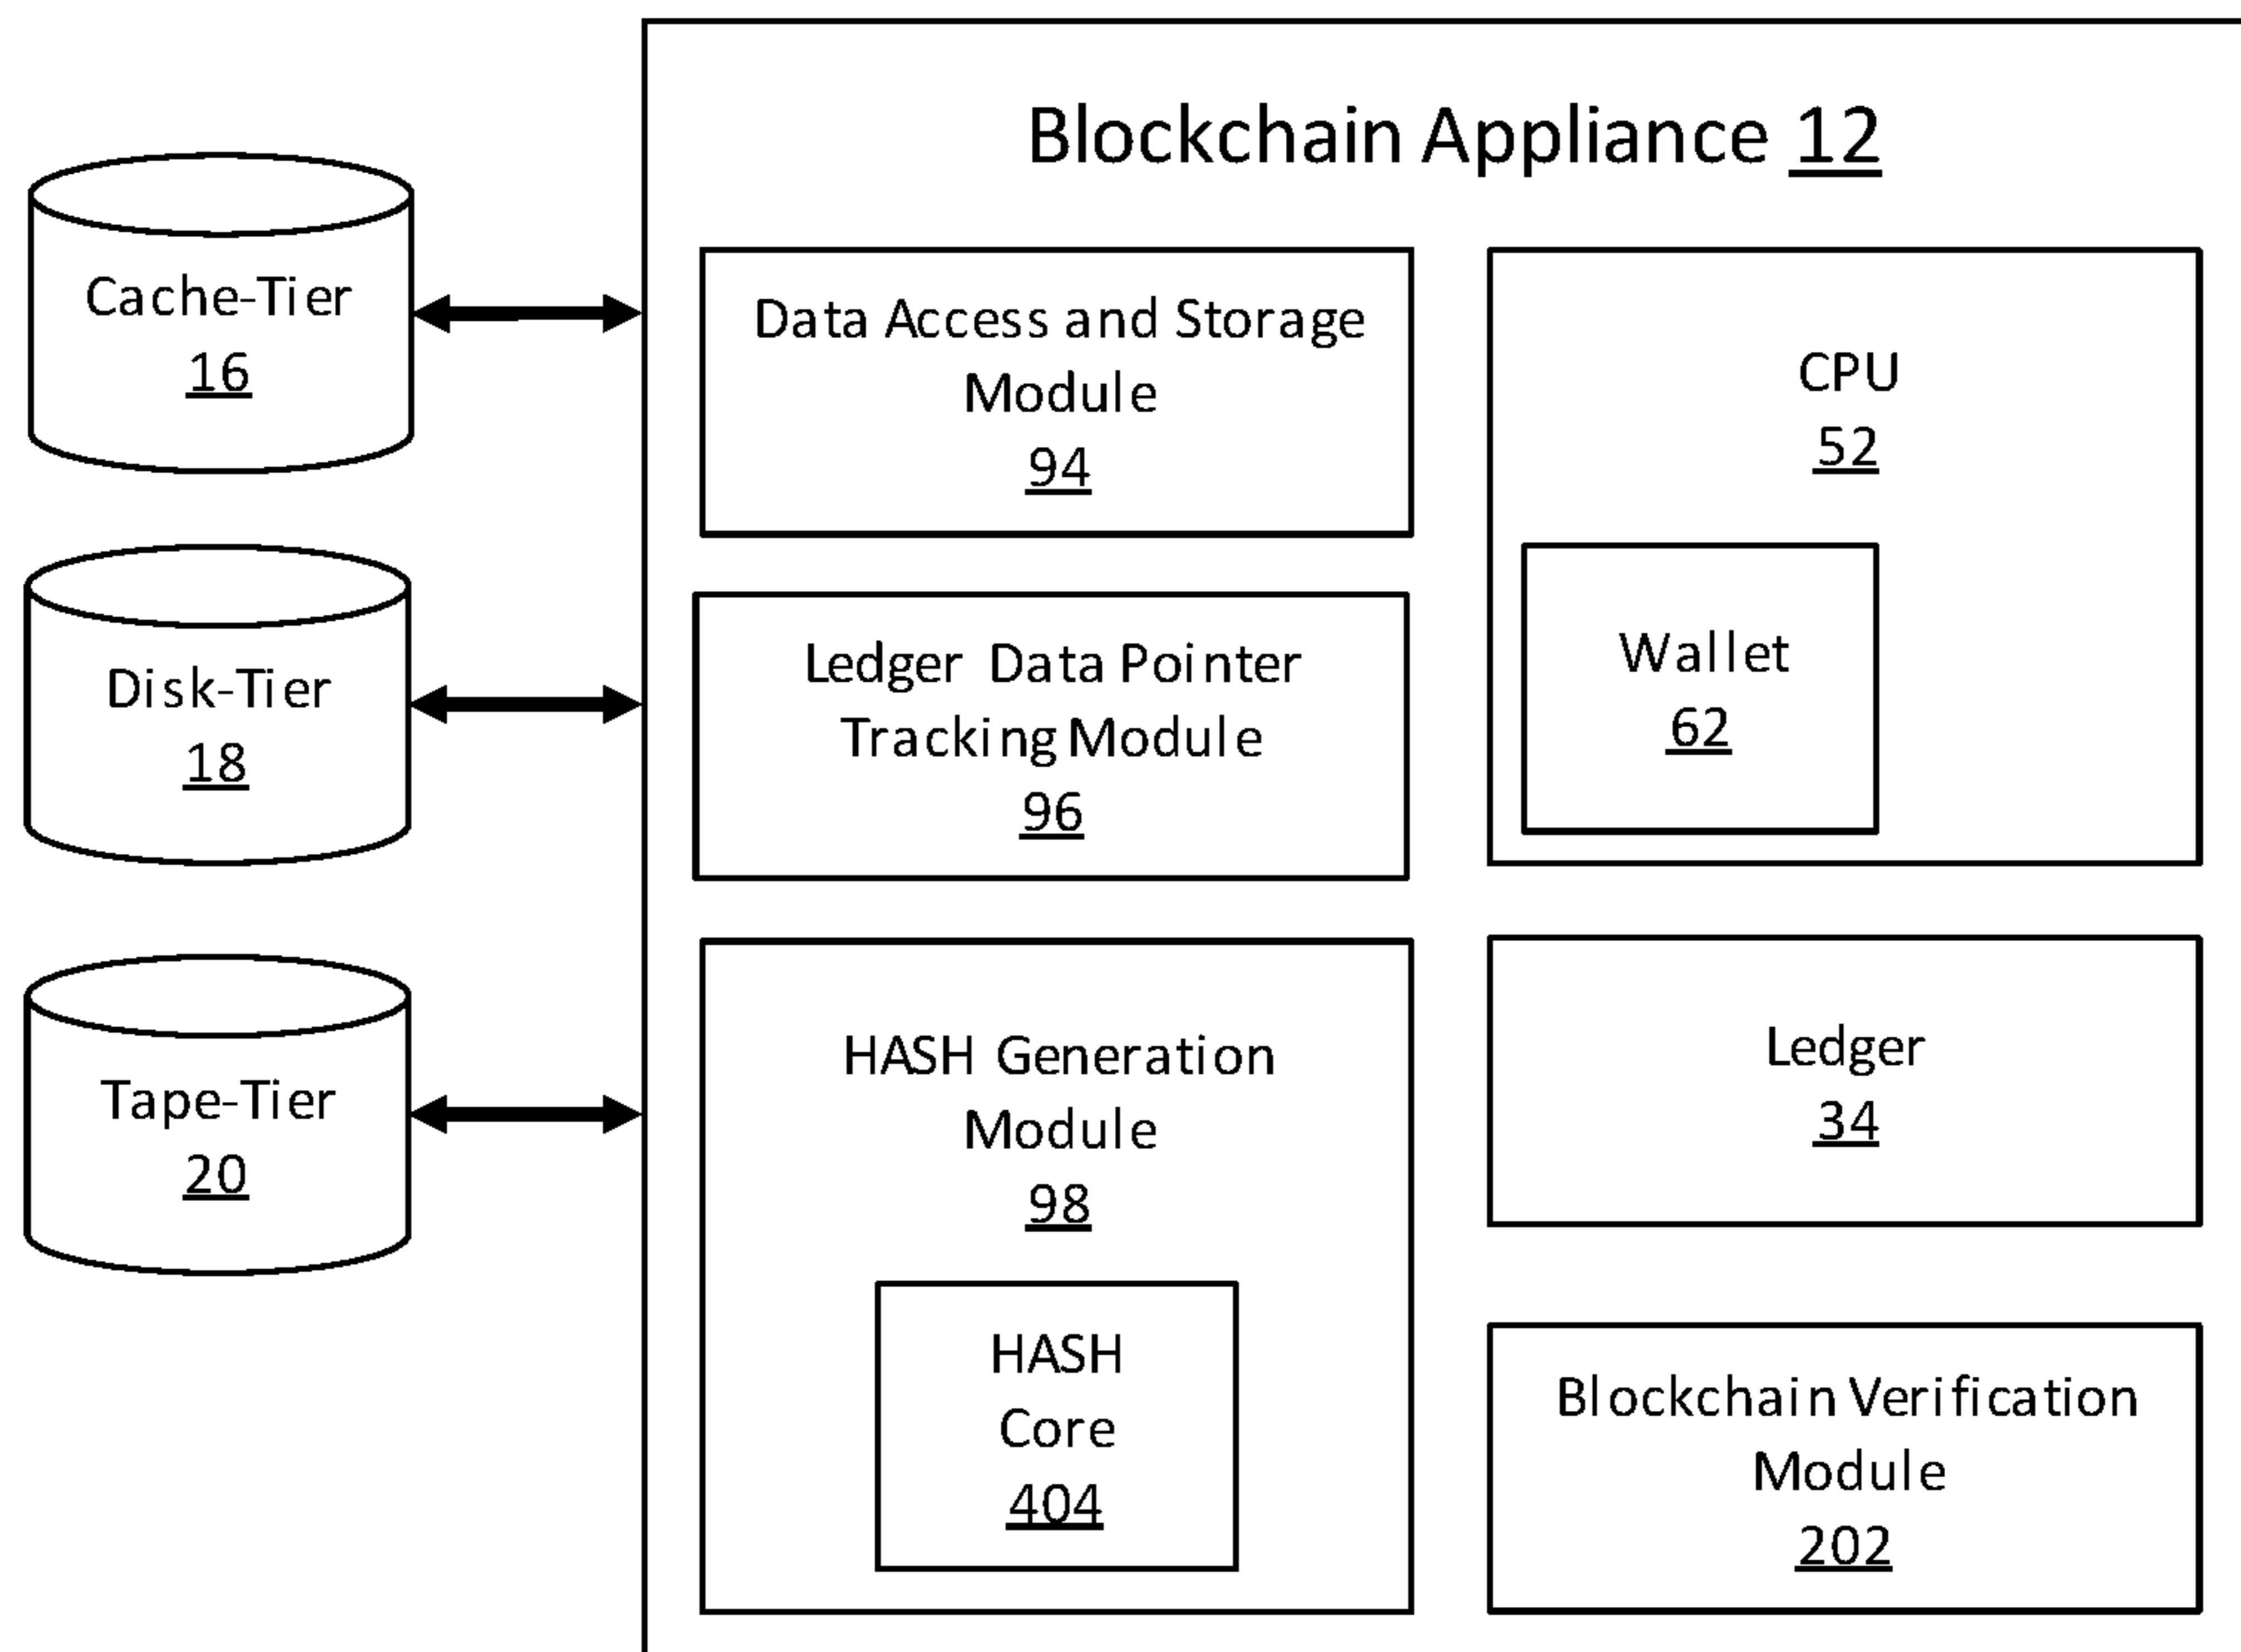 Blockchain Appliance 12
Cache-Tier
16
Disk-Tier
18
Tape-Tier
20
Data Access and Storage
Module
94
Ledger Data Pointer
Tracking Module
96
HASH Generation
Module
98
HASH
Core
404
CPU
52
Wallet
62
Ledger
34
Blockchain Verification
Module
202